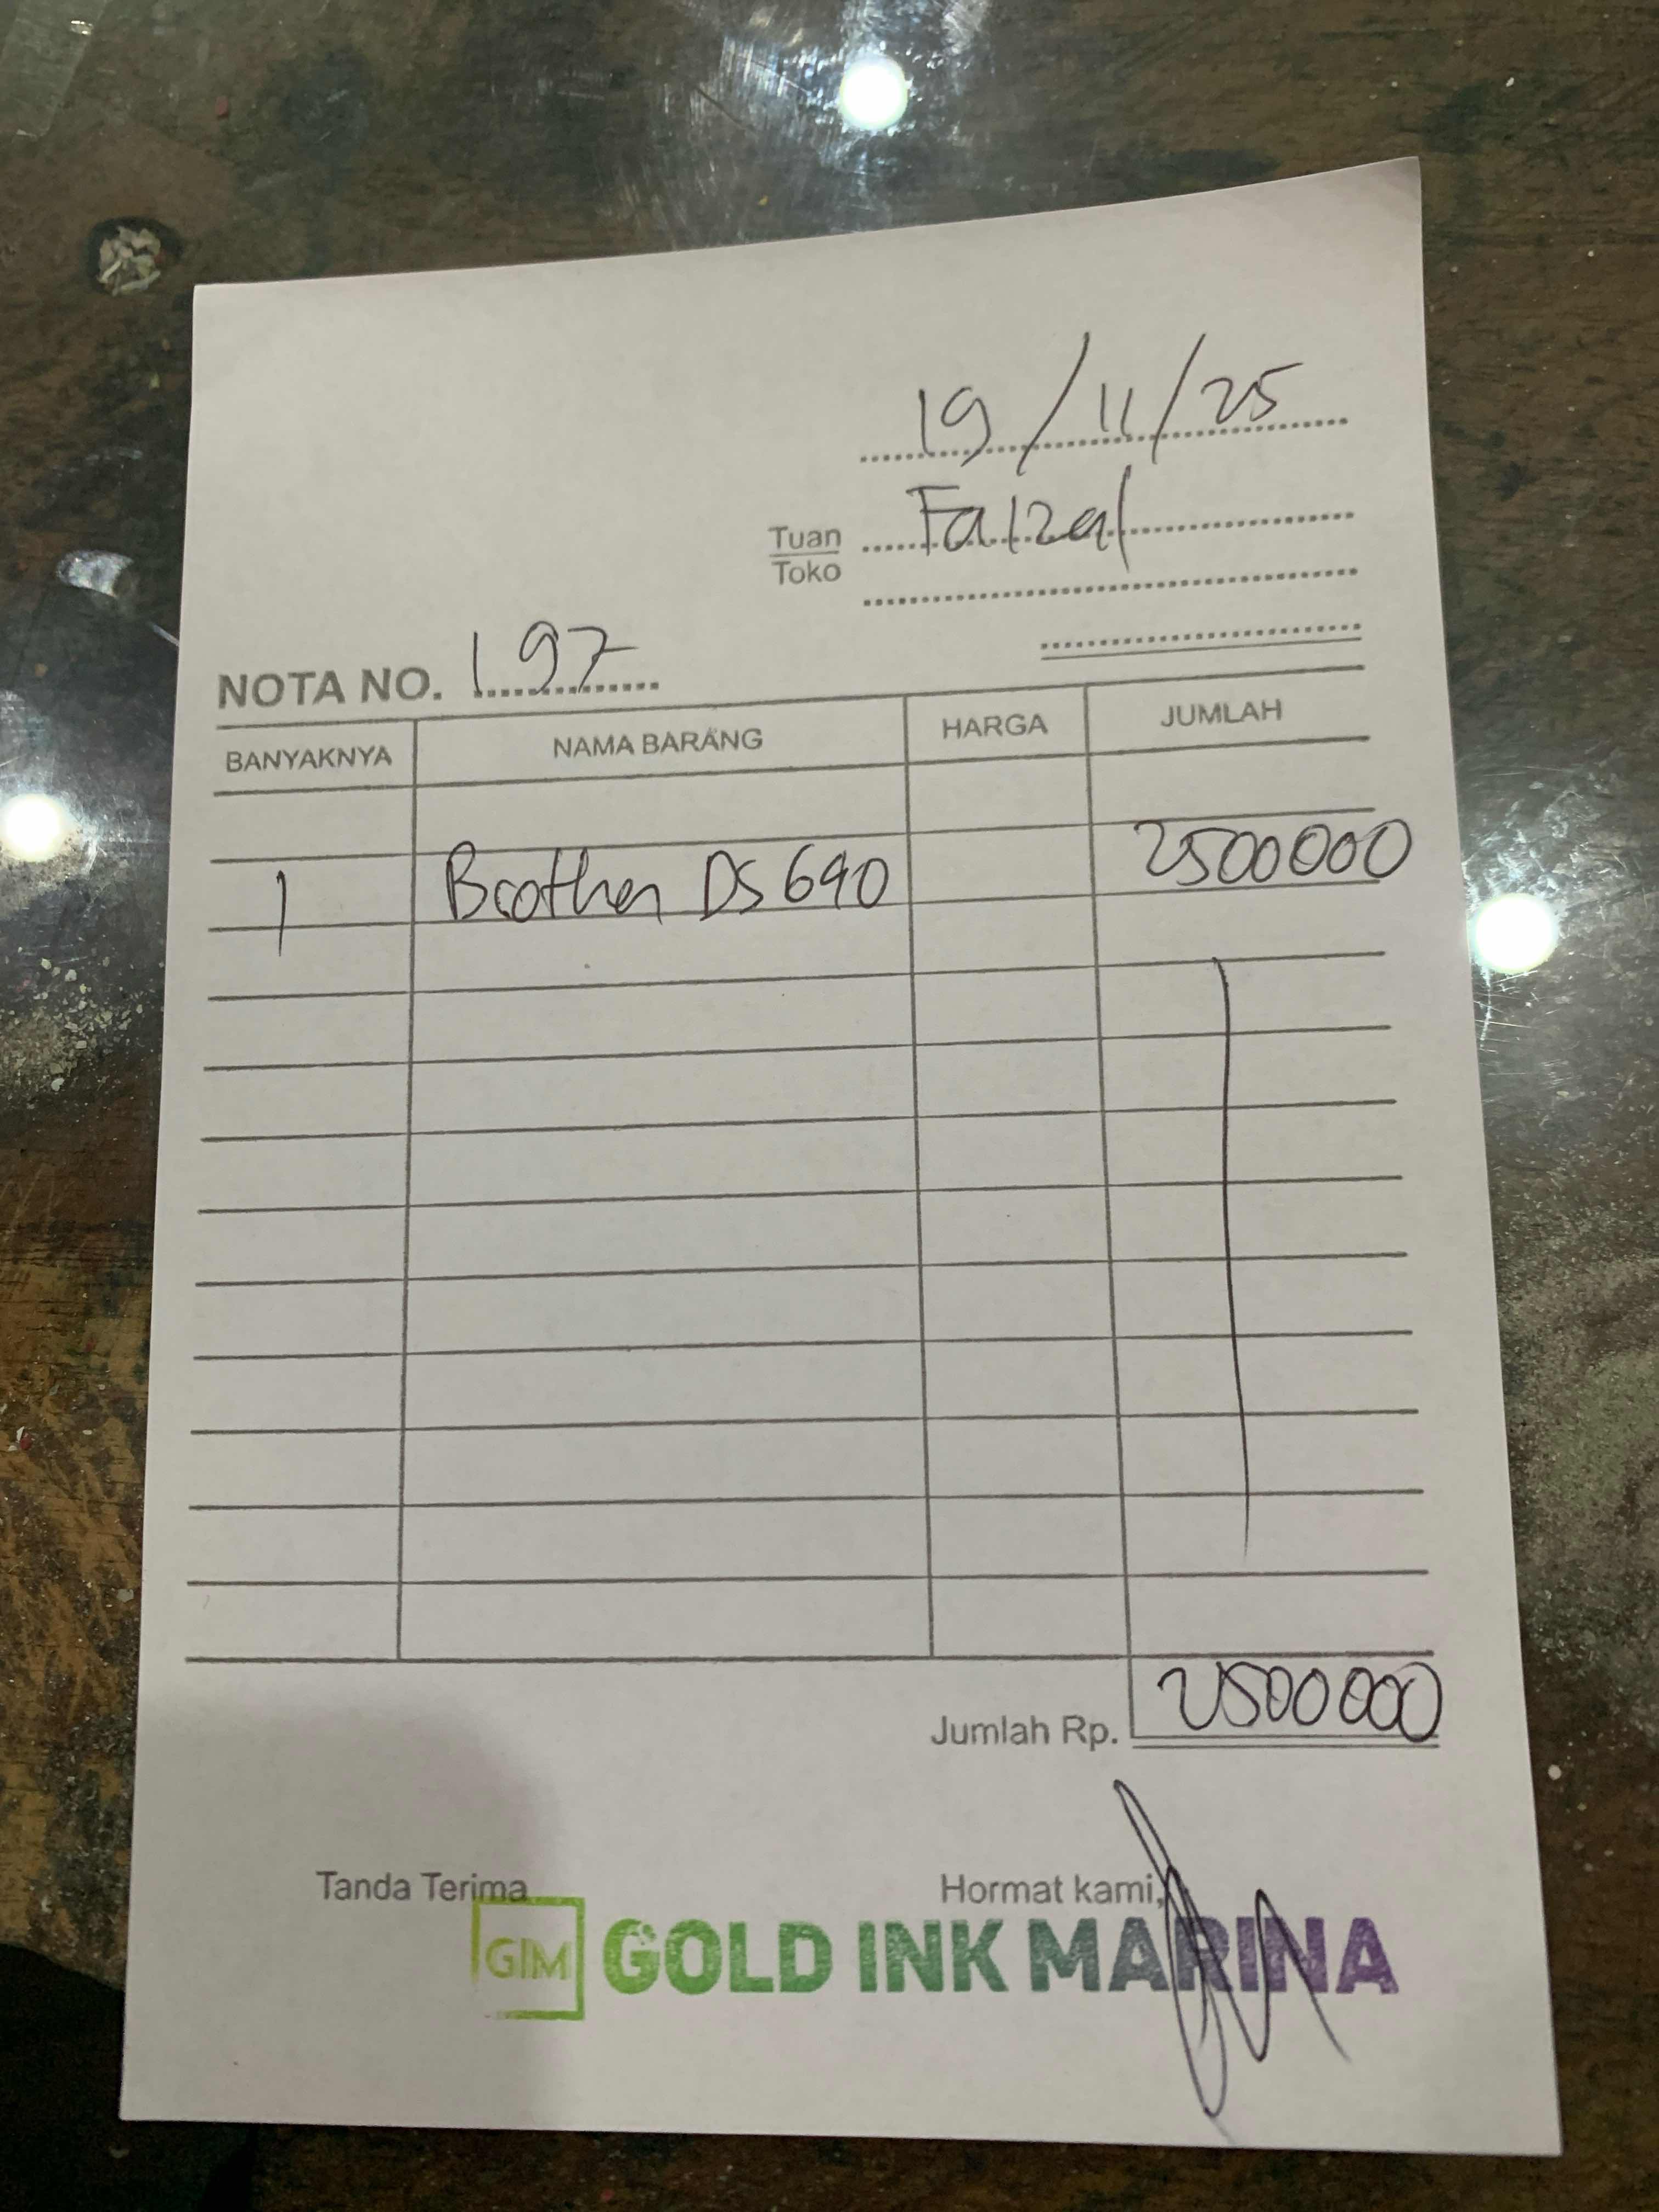 19/11/25
Tuan Faizal
Toko
NOTA NO. 197
BANYAKNYA NAMA BARANG HARGA JUMLAH
1 Brother DS 640 2500000
Jumlah Rp. 2500000
Tanda Terima Hormat kami,
GIM GOLD INK MARINA